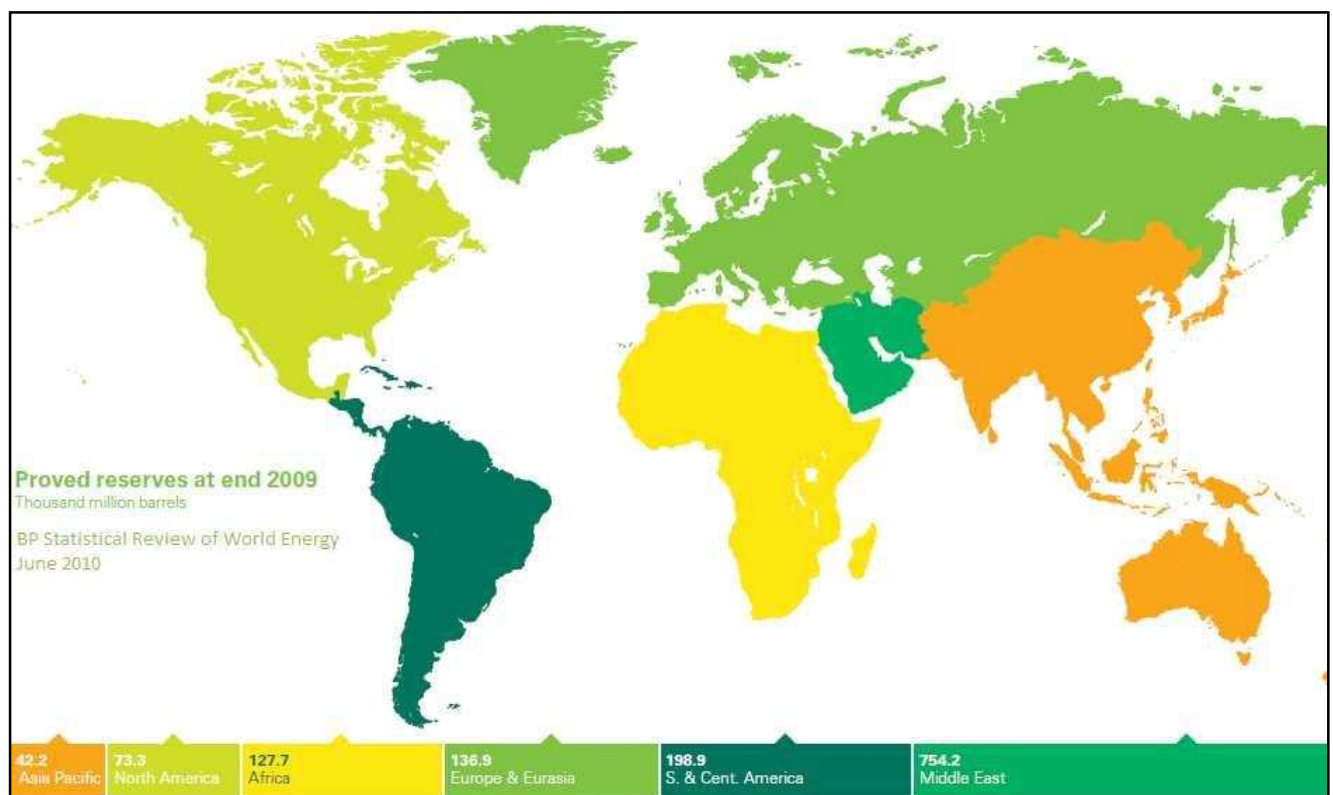 Proved reserves at end 2009
Thousand million barrels
BP Statistical Review of World Energy
June 2010
42.2
Asia Pacific
73.3
North America
127.7
Africa
136.9
Europe & Eurasia
198.9
S. & Cent. America
754.2
Middle East